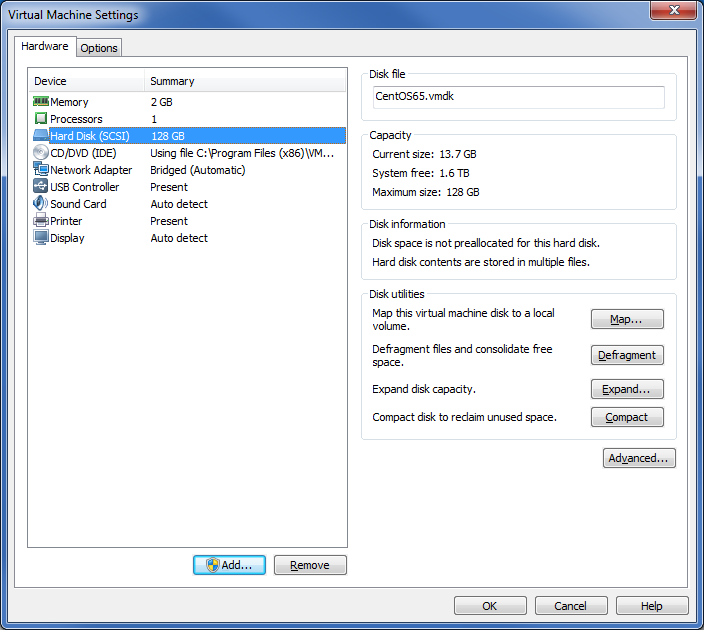 Virtual Machine Settings
Hardware
Options
Device Summary
Memory 2 GB
Processors 1
Hard Disk (SCSI) 128 GB
CD/DVD (IDE) Using file C:\Program Files (x86)\VM...
Network Adapter Bridged (Automatic)
USB Controller Present
Sound Card Auto detect
Printer Present
Display Auto detect
Add...
Remove
Disk file
CentOS65.vmdk
Capacity
Current size: 13.7 GB
System free: 1.6 TB
Maximum size: 128 GB
Disk information
Disk space is not preallocated for this hard disk.
Hard disk contents are stored in multiple files.
Disk utilities
Map this virtual machine disk to a local
volume.
Map...
Defragment files and consolidate free
space.
Defragment
Expand disk capacity.
Expand...
Compact disk to reclaim unused space.
Compact
Advanced...
OK
Cancel
Help